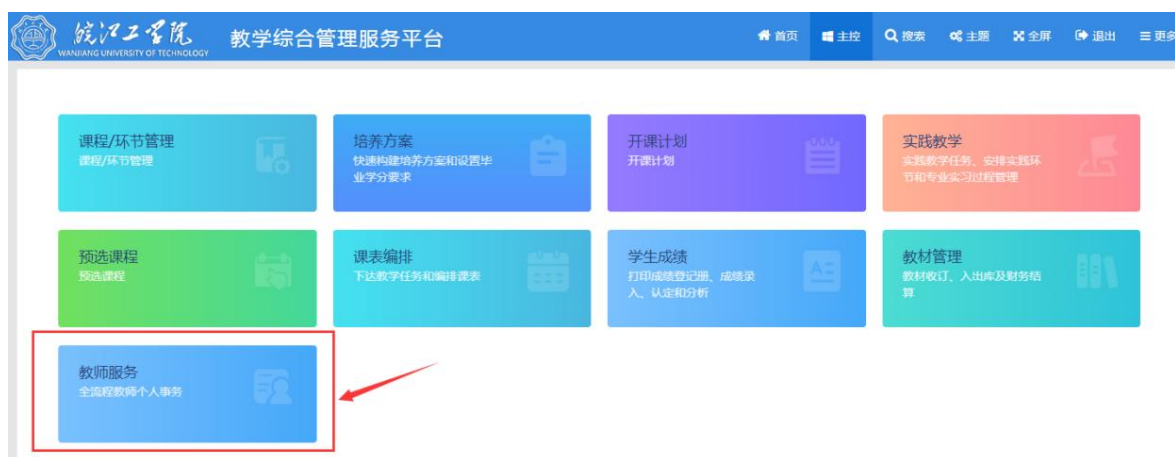 皖江工学院
WANJIANG UNIVERSITY OF TECHNOLOGY
教学综合管理服务平台
首页 主控 搜索 主题 全屏 退出 更多
课程/环节管理
课程/环节管理
培养方案
快速构建培养方案和设置毕
业学分要求
开课计划
开课计划
实践教学
实践教学任务、安排实践环
节和专业实习过程管理
预选课程
预选课程
课表编排
下达教学任务和编排课表
学生成绩
打印成绩登记册、成绩录
入、认定和分析
教材管理
教材收订、入出库及财务结
算
教师服务
全流程教师个人事务